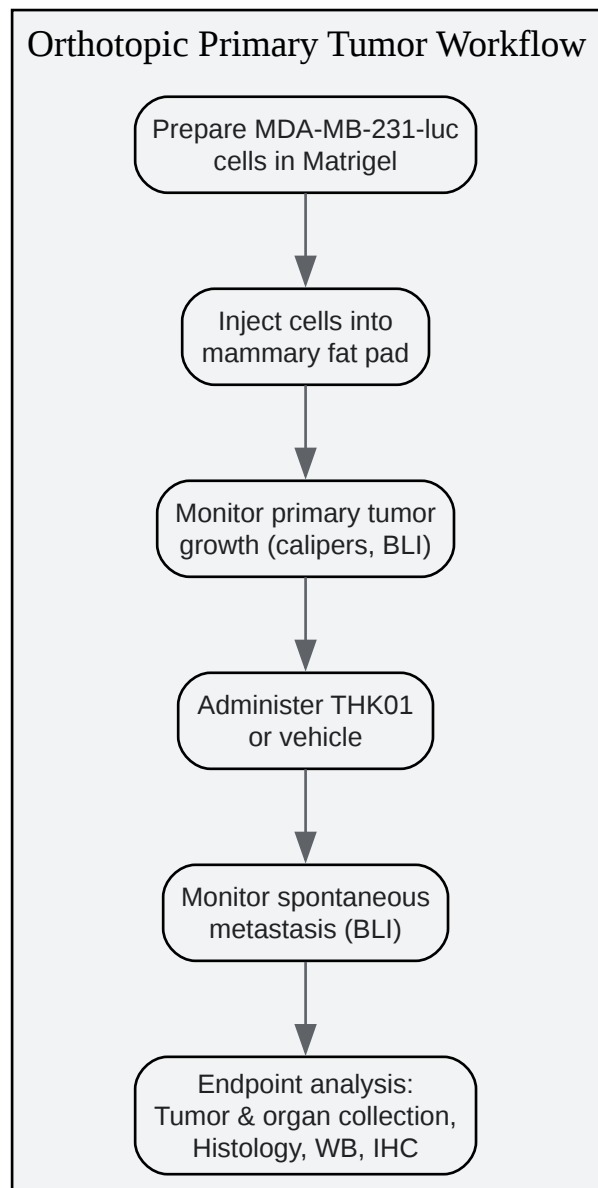 Orthotopic Primary Tumor Workflow
Prepare MDA-MB-231-luc
cells in Matrigel
Inject cells into
mammary fat pad
Monitor primary tumor
growth (calipers, BLI)
Administer THK01
or vehicle
Monitor spontaneous
metastasis (BLI)
Endpoint analysis:
Tumor & organ collection,
Histology, WB, IHC